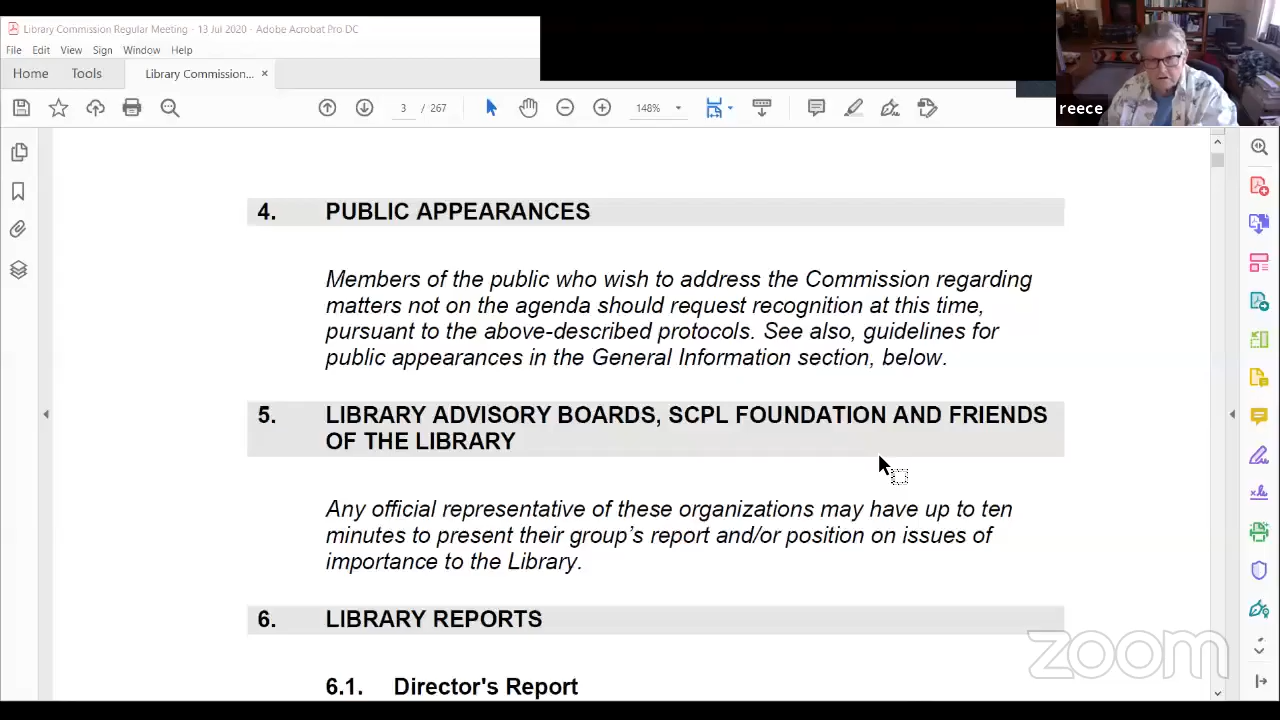 Library Commission Regular Meeting - 13 Jul 2020 - Adobe Acrobat Pro DC
File Edit View Sign Window Help
Home Tools Library Commission... ×
3 / 267 148%
reece
4. PUBLIC APPEARANCES
Members of the public who wish to address the Commission regarding
matters not on the agenda should request recognition at this time,
pursuant to the above-described protocols. See also, guidelines for
public appearances in the General Information section, below.
5. LIBRARY ADVISORY BOARDS, SCPL FOUNDATION AND FRIENDS
OF THE LIBRARY
Any official representative of these organizations may have up to ten
minutes to present their group’s report and/or position on issues of
importance to the Library.
6. LIBRARY REPORTS
6.1. Director's Report
zoom